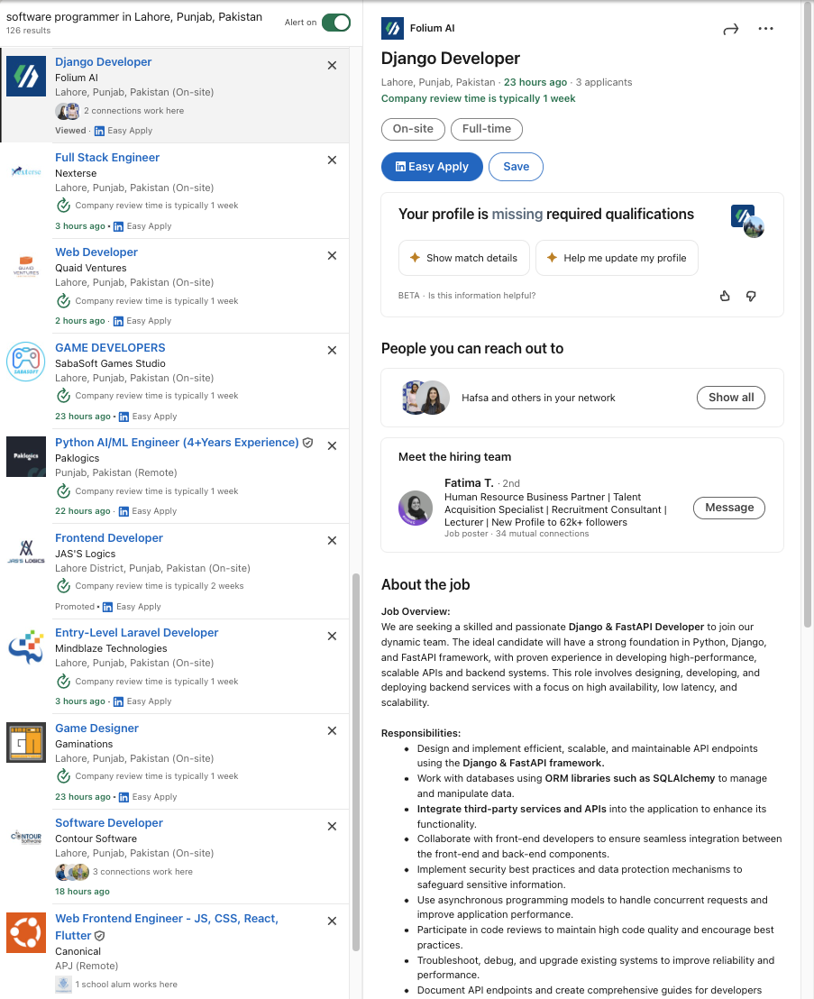 software programmer in Lahore, Punjab, Pakistan
126 results
Alert on
Django Developer
Folium AI
Lahore, Punjab, Pakistan (On-site)
2 connections work here
Viewed · Easy Apply
Nexterse
Full Stack Engineer
Nexterse
Lahore, Punjab, Pakistan (On-site)
Company review time is typically 1 week
3 hours ago • Easy Apply
QUAID
VENTURES
Web Developer
Quaid Ventures
Lahore, Punjab, Pakistan (On-site)
Company review time is typically 1 week
2 hours ago · Easy Apply
SABASOFT
GAME DEVELOPERS
SabaSoft Games Studio
Lahore, Punjab, Pakistan (On-site)
Company review time is typically 1 week
23 hours ago • Easy Apply
Paklogics
Python AI/ML Engineer (4+Years Experience)
Paklogics
Punjab, Pakistan (Remote)
Company review time is typically 1 week
22 hours ago · Easy Apply
JAS'S LOGICS
Frontend Developer
JAS'S Logics
Lahore District, Punjab, Pakistan (On-site)
Company review time is typically 2 weeks
Promoted • Easy Apply
Entry-Level Laravel Developer
Mindblaze Technologies
Lahore, Punjab, Pakistan (On-site)
Company review time is typically 1 week
3 hours ago · Easy Apply
Game Designer
Gaminations
Lahore, Punjab, Pakistan (On-site)
Company review time is typically 1 week
23 hours ago • Easy Apply
CONTOUR
Software
Software Developer
Contour Software
Lahore, Punjab, Pakistan (On-site)
3 connections work here
18 hours ago
Web Frontend Engineer - JS, CSS, React,
Flutter
Canonical
APJ (Remote)
1 school alum works here
Folium AI
Django Developer
Lahore, Punjab, Pakistan · 23 hours ago · 3 applicants
Company review time is typically 1 week
On-site
Full-time
Easy Apply
Save
Your profile is missing required qualifications
Show match details
Help me update my profile
BETA · Is this information helpful?
People you can reach out to
Hafsa and others in your network
Show all
Meet the hiring team
Fatima T. · 2nd
Human Resource Business Partner | Talent
Acquisition Specialist | Recruitment Consultant |
Lecturer | New Profile to 62k+ followers
Job poster · 34 mutual connections
Message
About the job
Job Overview:
We are seeking a skilled and passionate Django & FastAPI Developer to join our
dynamic team. The ideal candidate will have a strong foundation in Python, Django,
and FastAPI framework, with proven experience in developing high-performance,
scalable APIs and backend systems. This role involves designing, developing, and
deploying backend services with a focus on high availability, low latency, and
scalability.
Responsibilities:
• Design and implement efficient, scalable, and maintainable API endpoints
using the Django & FastAPI framework.
• Work with databases using ORM libraries such as SQLAlchemy to manage
and manipulate data.
• Integrate third-party services and APIs into the application to enhance its
functionality.
• Collaborate with front-end developers to ensure seamless integration between
the front-end and back-end components.
• Implement security best practices and data protection mechanisms to
safeguard sensitive information.
• Use asynchronous programming models to handle concurrent requests and
improve application performance.
• Participate in code reviews to maintain high code quality and encourage best
practices.
• Troubleshoot, debug, and upgrade existing systems to improve reliability and
performance.
• Document API endpoints and create comprehensive guides for developers